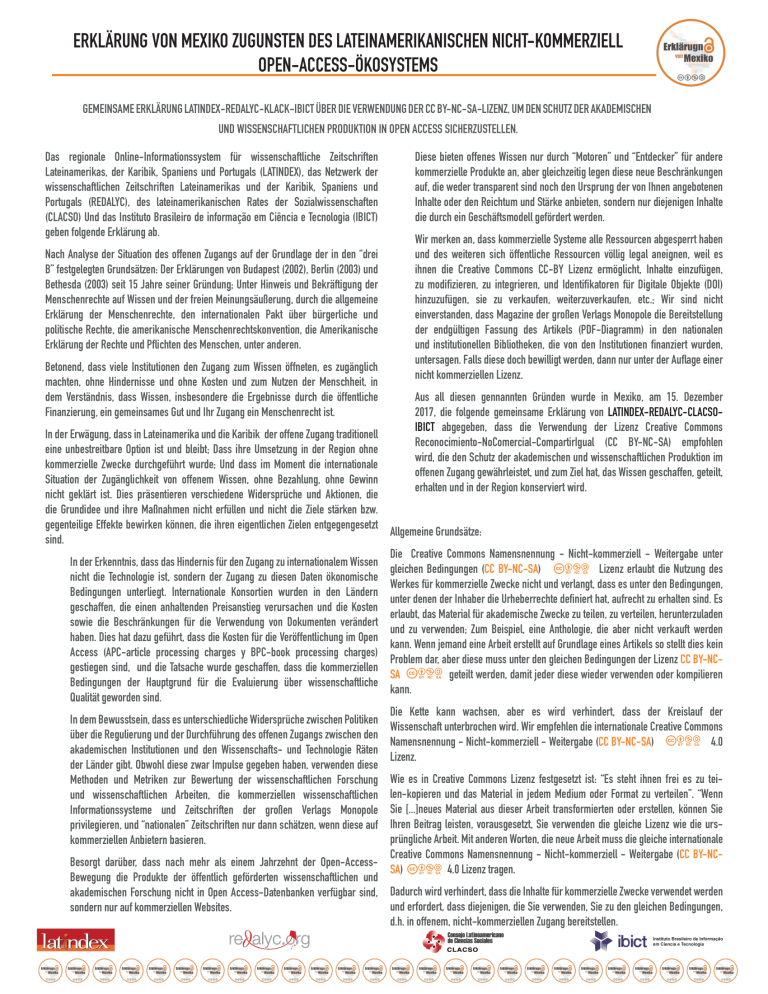 ERKLÄRUNG VON MEXIKO ZUGUNSTEN DES LATEINAMERIKANISCHEN NICHT-KOMMERZIELL
OPEN-ACCESS-ÖKOSYSTEMS
Erklärugn
von Mexiko
GEMEINSAME ERKLÄRUNG LATINDEX-REDALYC-KLACK-IBICT ÜBER DIE VERWENDUNG DER CC BY-NC-SA-LIZENZ, UM DEN SCHUTZ DER AKADEMISCHEN
UND WISSENSCHAFTLICHEN PRODUKTION IN OPEN ACCESS SICHERZUSTELLEN.
Das regionale Online-Informationssystem für wissenschaftliche Zeitschriften
Lateinamerikas, der Karibik, Spaniens und Portugals (LATINDEX), das Netzwerk der
wissenschaftlichen Zeitschriften Lateinamerikas und der Karibik, Spaniens und
Portugals (REDALYC), des lateinamerikanischen Rates der Sozialwissenschaften
(CLACSO) Und das Instituto Brasileiro de informação em Ciência e Tecnologia (IBICT)
geben folgende Erklärung ab.
Nach Analyse der Situation des offenen Zugangs auf der Grundlage der in den "drei
B" festgelegten Grundsätzen: Der Erklärungen von Budapest (2002), Berlin (2003) und
Bethesda (2003) seit 15 Jahre seiner Gründung; Unter Hinweis und Bekräftigung der
Menschenrechte auf Wissen und der freien Meinungsäußerung, durch die allgemeine
Erklärung der Menschenrechte, den internationalen Pakt über bürgerliche und
politische Rechte, die amerikanische Menschenrechtskonvention, die Amerikanische
Erklärung der Rechte und Pflichten des Menschen, unter anderen.
Betonend, dass viele Institutionen den Zugang zum Wissen öffneten, es zugänglich
machten, ohne Hindernisse und ohne Kosten und zum Nutzen der Menschheit, in
dem Verständnis, dass Wissen, insbesondere die Ergebnisse durch die öffentliche
Finanzierung, ein gemeinsames Gut und Ihr Zugang ein Menschenrecht ist.
In der Erwägung, dass in Lateinamerika und die Karibik der offene Zugang traditionell
eine unbestreitbare Option ist und bleibt; Dass ihre Umsetzung in der Region ohne
kommerzielle Zwecke durchgeführt wurde; Und dass im Moment die internationale
Situation der Zugänglichkeit von offenem Wissen, ohne Bezahlung, ohne Gewinn
nicht geklärt ist. Dies präsentieren verschiedene Widersprüche und Aktionen, die
die Grundidee und ihre Maßnahmen nicht erfüllen und nicht die Ziele stärken bzw.
gegenteilige Effekte bewirken können, die ihren eigentlichen Zielen entgegengesetzt
sind.
In der Erkenntnis, dass das Hindernis für den Zugang zu internationalem Wissen
nicht die Technologie ist, sondern der Zugang zu diesen Daten ökonomische
Bedingungen unterliegt. Internationale Konsortien wurden in den Ländern
geschaffen, die einen anhaltenden Preisanstieg verursachen und die Kosten
sowie die Beschränkungen für die Verwendung von Dokumenten verändert
haben. Dies hat dazu geführt, dass die Kosten für die Veröffentlichung im Open
Access (APC-article processing charges y BPC-book processing charges)
gestiegen sind, und die Tatsache wurde geschaffen, dass die kommerziellen
Bedingungen der Hauptgrund für die Evaluierung über wissenschaftliche
Qualität geworden sind.
In dem Bewusstsein, dass es unterschiedliche Widersprüche zwischen Politiken
über die Regulierung und der Durchführung des offenen Zugangs zwischen den
akademischen Institutionen und den Wissenschafts- und Technologie Räten
der Länder gibt. Obwohl diese zwar Impulse gegeben haben, verwenden diese
Methoden und Metriken zur Bewertung der wissenschaftlichen Forschung
und wissenschaftlichen Arbeiten, die kommerziellen wissenschaftlichen
Informationssysteme und Zeitschriften der großen Verlags Monopole
privilegieren, und "nationalen" Zeitschriften nur dann schätzen, wenn diese auf
kommerziellen Anbietern basieren.
Besorgt darüber, dass nach mehr als einem Jahrzehnt der Open-Access-
Bewegung die Produkte der öffentlich geförderten wissenschaftlichen und
akademischen Forschung nicht in Open Access-Datenbanken verfügbar sind,
sondern nur auf kommerziellen Websites.
Diese bieten offenes Wissen nur durch "Motoren" und "Entdecker" für andere
kommerzielle Produkte an, aber gleichzeitig legen diese neue Beschränkungen
auf, die weder transparent sind noch den Ursprung der von Ihnen angebotenen
Inhalte oder den Reichtum und Stärke anbieten, sondern nur diejenigen Inhalte
die durch ein Geschäftsmodell gefördert werden.
Wir merken an, dass kommerzielle Systeme alle Ressourcen abgesperrt haben
und des weiteren sich öffentliche Ressourcen völlig legal aneignen, weil es
ihnen die Creative Commons CC-BY Lizenz ermöglicht, Inhalte einzufügen,
zu modifizieren, zu integrieren, und Identifikatoren für Digitale Objekte (DOI)
hinzuzufügen, sie zu verkaufen, weiterzuverkaufen, etc.; Wir sind nicht
einverstanden, dass Magazine der großen Verlags Monopole die Bereitstellung
der endgültigen Fassung des Artikels (PDF-Diagramm) in den nationalen
und institutionellen Bibliotheken, die von den Institutionen finanziert wurden,
untersagen. Falls diese doch bewilligt werden, dann nur unter der Auflage einer
nicht kommerziellen Lizenz.
Aus all diesen gennanten Gründen wurde in Mexiko, am 15. Dezember
2017, die folgende gemeinsame Erklärung von LATINDEX-REDALYC-CLACSO-
IBICT abgegeben, dass die Verwendung der Lizenz Creative Commons
Reconocimiento-NoComercial-CompartirIgual (CC BY-NC-SA) empfohlen
wird, die den Schutz der akademischen und wissenschaftlichen Produktion im
offenen Zugang gewährleistet, und zum Ziel hat, das Wissen geschaffen, geteilt,
erhalten und in der Region konserviert wird.
Allgemeine Grundsätze:
Die Creative Commons Namensnennung - Nicht-kommerziell - Weitergabe unter
gleichen Bedingungen (CC BY-NC-SA) Lizenz erlaubt die Nutzung des
Werkes für kommerzielle Zwecke nicht und verlangt, dass es unter den Bedingungen,
unter denen der Inhaber die Urheberrechte definiert hat, aufrecht zu erhalten sind. Es
erlaubt, das Material für akademische Zwecke zu teilen, zu verteilen, herunterzuladen
und zu verwenden; Zum Beispiel, eine Anthologie, die aber nicht verkauft werden
kann. Wenn jemand eine Arbeit erstellt auf Grundlage eines Artikels so stellt dies kein
Problem dar, aber diese muss unter den gleichen Bedingungen der Lizenz CC BY-NC-
SA geteilt werden, damit jeder diese wieder verwenden oder kompilieren
kann.
Die Kette kann wachsen, aber es wird verhindert, dass der Kreislauf der
Wissenschaft unterbrochen wird. Wir empfehlen die internationale Creative Commons
Namensnennung - Nicht-kommerziell - Weitergabe (CC BY-NC-SA) 4.0
Lizenz.
Wie es in Creative Commons Lizenz festgesetzt ist: "Es steht ihnen frei es zu tei-
len-kopieren und das Material in jedem Medium oder Format zu verteilen". "Wenn
Sie [...]neues Material aus dieser Arbeit transformierten oder erstellen, können Sie
Ihren Beitrag leisten, vorausgesetzt, Sie verwenden die gleiche Lizenz wie die urs-
prüngliche Arbeit. Mit anderen Worten, die neue Arbeit muss die gleiche internationale
Creative Commons Namensnennung - Nicht-kommerziell - Weitergabe (CC BY-NC-
SA) 4.0 Lizenz tragen.
Dadurch wird verhindert, dass die Inhalte für kommerzielle Zwecke verwendet werden
und erfordert, dass diejenigen, die Sie verwenden, Sie zu den gleichen Bedingungen,
d.h. in offenem, nicht-kommerziellen Zugang bereitstellen.
latindex
redalyc.org
Consejo Latinoamericano
de Ciencias Sociales
CLACSO
ibict
Instituto Brasileiro de Informação
em Ciência e Tecnologia